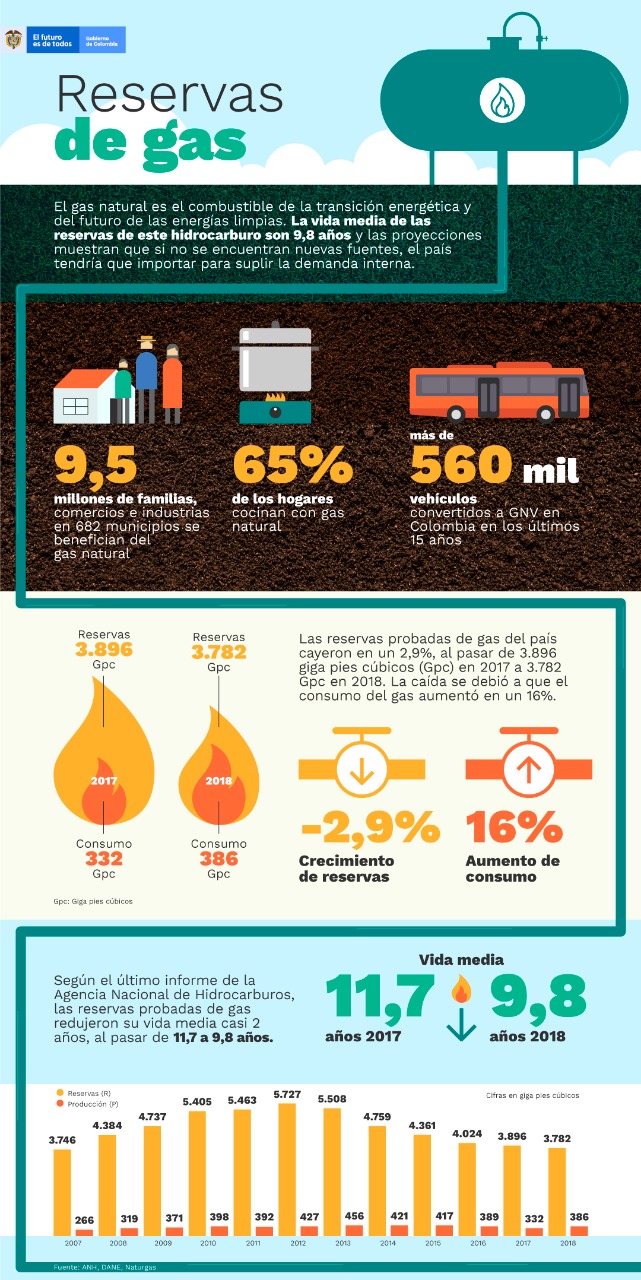 El futuro
es de todos
Gobierno
de Colombia
Reservas
de gas
El gas natural es el combustible de la transición energética y
del futuro de las energías limpias. La vida media de las
reservas de este hidrocarburo son 9,8 años y las proyecciones
muestran que si no se encuentran nuevas fuentes, el país
tendría que importar para suplir la demanda interna.
9,5
millones de familias,
comercios e industrias
en 682 municipios se
benefician del
gas natural
65%
de los hogares
cocinan con gas
natural
más de
560 mil
vehículos
convertidos a GNV en
Colombia en los últimos
15 años
Reservas
3.896
Gpc
2017
Consumo
332
Gpc
Reservas
3.782
Gpc
2018
Consumo
386
Gpc
Gpc: Giga pies cúbicos
Las reservas probadas de gas del país
cayeron en un 2,9%, al pasar de 3.896
giga pies cúbicos (Gpc) en 2017 a 3.782
Gpc en 2018. La caída se debió a que el
consumo del gas aumentó en un 16%.
-2,9%
Crecimiento
de reservas
16%
Aumento de
consumo
Según el último informe de la
Agencia Nacional de Hidrocarburos,
las reservas probadas de gas
redujeron su vida media casi 2
años, al pasar de 11,7 a 9,8 años.
Vida media
11,7
años 2017
9,8
años 2018
Reservas (R)
Producción (P)
Cifras en giga pies cúbicos
3.746 4.384 4.737 5.405 5.463 5.727 5.508 4.759 4.361 4.024 3.896 3.782
266 319 371 398 392 427 456 421 417 389 332 386
2007 2008 2009 2010 2011 2012 2013 2014 2015 2016 2017 2018
Fuente: ANH, DANE, Naturgas